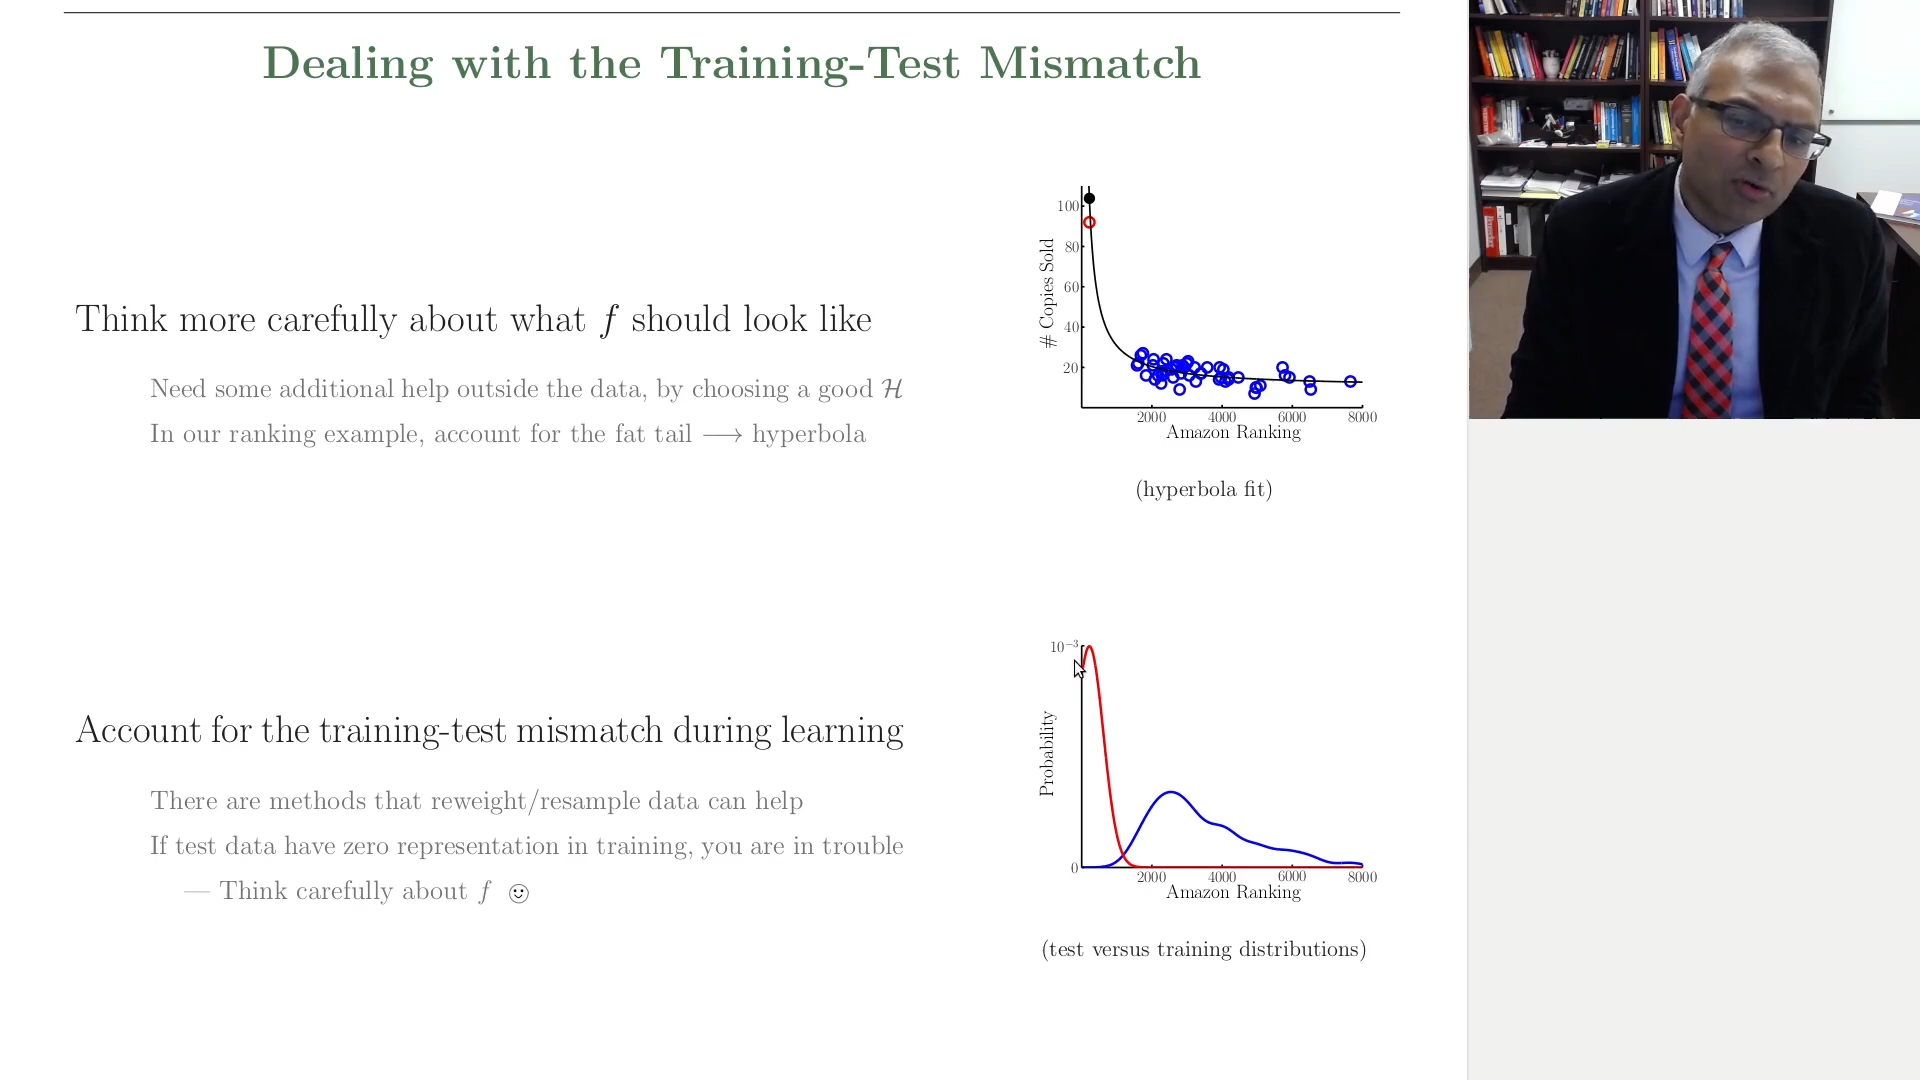 Dealing with the Training-Test Mismatch
Think more carefully about what f should look like
Need some additional help outside the data, by choosing a good ℋ
In our ranking example, account for the fat tail ⟶ hyperbola
100
80
60
40
20
# Copies Sold
2000 4000 6000 8000
Amazon Ranking
(hyperbola fit)
Account for the training-test mismatch during learning
There are methods that reweight/resample data can help
If test data have zero representation in training, you are in trouble
— Think carefully about f ☺
10⁻³
Probability
0
2000 4000 6000 8000
Amazon Ranking
(test versus training distributions)